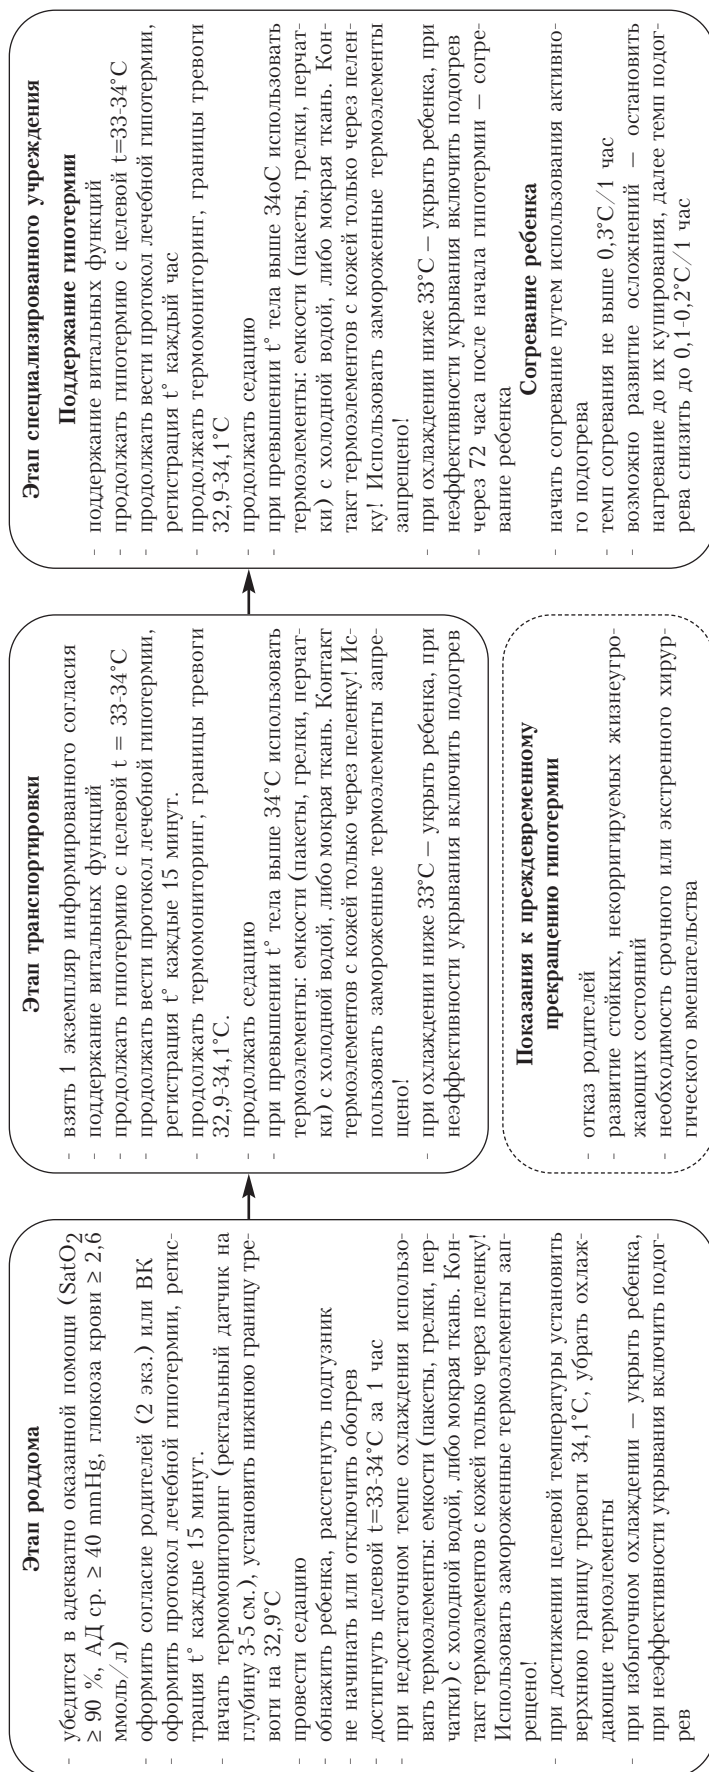 Этап роддома
- убедится в адекватно оказанной помощи (SatO2
≥ 90 %, АД ср. ≥ 40 mmHg, глюкоза крови ≥ 2,6
ммоль/л)
- оформить согласие родителей (2 экз.) или ВК
- оформить протокол лечебной гипотермии, регис-
трация t° каждые 15 минут.
- начать термомониторинг (ректальный датчик на
глубину 3-5 см.), установить нижнюю границу тре-
воги на 32,9°С
- провести седацию
- обнажить ребенка, расстегнуть подгузник
- не начинать или отключить обогрев
- достигнуть целевой t=33-34°С за 1 час
- при недостаточном темпе охлаждения использо-
вать термоэлементы: емкости (пакеты, грелки, пер-
чатки) с холодной водой, либо мокрая ткань. Кон-
такт термоэлементов с кожей только через пеленку!
Использовать замороженные термоэлементы зап-
рещено!
- при достижении целевой температуры установить
верхнюю границу тревоги 34,1°С, убрать охлаж-
дающие термоэлементы
- при избыточном охлаждении – укрыть ребенка,
при неэффективности укрывания включить подог-
рев
Этап транспортировки
- взять 1 экземпляр информированного согласия
- поддержание витальных функций
- продолжать гипотермию с целевой t = 33-34°С
- продолжать вести протокол лечебной гипотермии,
регистрация t° каждые 15 минут.
- продолжать термомониторинг, границы тревоги
32,9-34,1°С.
- продолжать седацию
- при превышении t° тела выше 34°С использовать
термоэлементы: емкости (пакеты, грелки, перчат-
ки) с холодной водой, либо мокрая ткань. Контакт
термоэлементов с кожей только через пеленку! Ис-
пользовать замороженные термоэлементы запре-
щено!
- при охлаждении ниже 33°С – укрыть ребенка, при
неэффективности укрывания включить подогрев
Показания к преждевременному
прекращению гипотермии
- отказ родителей
- развитие стойких, некорригируемых жизнеугро-
жающих состояний
- необходимость срочного или экстренного хирур-
гического вмешательства
Этап специализированного учреждения
Поддержание гипотермии
- поддержание витальных функций
- продолжать гипотермию с целевой t=33-34°С
- продолжать вести протокол лечебной гипотермии,
регистрация t° каждый час
- продолжать термомониторинг, границы тревоги
32,9-34,1°С
- продолжать седацию
- при превышении t° тела выше 34оС использовать
термоэлементы: емкости (пакеты, грелки, перчат-
ки) с холодной водой, либо мокрая ткань. Кон-
такт термоэлементов с кожей только через пелен-
ку! Использовать замороженные термоэлементы
запрещено!
- при охлаждении ниже 33°С – укрыть ребенка, при
неэффективности укрывания включить подогрев
- через 72 часа после начала гипотермии – согре-
вание ребенка
Согревание ребенка
- начать согревание путем использования активно-
го подогрева
- темп согревания не выше 0,3°С/1 час
- возможно развитие осложнений – остановить
нагревание до их купирования, далее темп подог-
рева снизить до 0,1-0,2°С/1 час